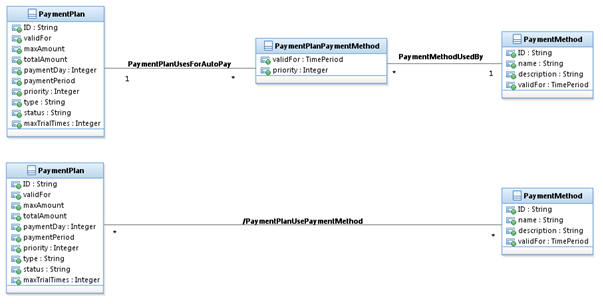 PaymentPlan
ID : String
validFor
maxAmount
totalAmount
paymentDay : Integer
paymentPeriod
priority : Integer
type : String
status : String
maxTrialTimes : Integer
PaymentPlanUsesForAutoPay
1
*
PaymentPlanPaymentMethod
validFor : TimePeriod
priority : Integer
PaymentMethodUsedBy
*
1
PaymentMethod
ID : String
name : String
description : String
validFor : TimePeriod
PaymentPlan
ID : String
validFor
maxAmount
totalAmount
paymentDay : Integer
paymentPeriod
priority : Integer
type : String
status : String
maxTrialTimes : Integer
/PaymentPlanUsePaymentMethod
*
*
PaymentMethod
ID : String
name : String
description : String
validFor : TimePeriod